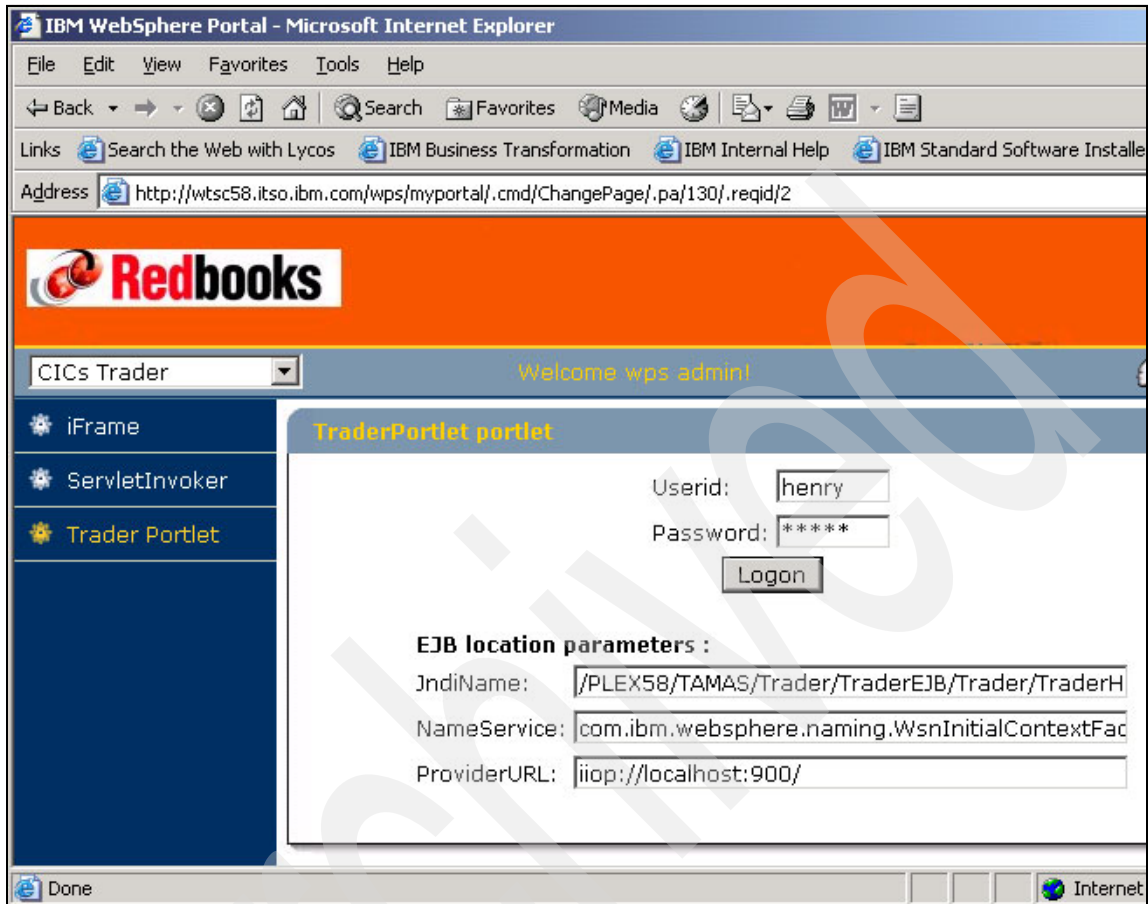 IBM WebSphere Portal - Microsoft Internet Explorer
File Edit View Favorites Tools Help
Back Search Favorites Media
Links Search the Web with Lycos IBM Business Transformation IBM Internal Help IBM Standard Software Installe
Address http://wtsc58.itso.ibm.com/wps/myportal/.cmd/ChangePage/.pa/130/.reqid/2
Redbooks
CICs Trader Welcome wps admin!
iFrame
ServletInvoker
Trader Portlet
TraderPortlet portlet
Userid: henry
Password: *****
Logon
EJB location parameters :
JndiName: /PLEX58/TAMAS/Trader/TraderEJB/Trader/TraderH
NameService: com.ibm.websphere.naming.WsnInitialContextFac
ProviderURL: iiop://localhost:900/
Done Internet